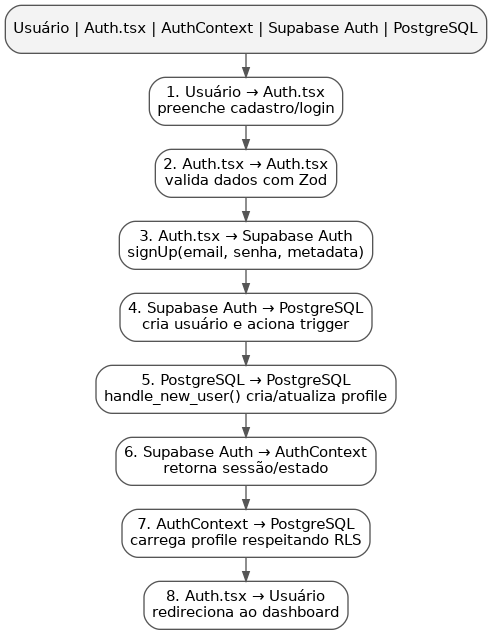 Usuário | Auth.tsx | AuthContext | Supabase Auth | PostgreSQL
1. Usuário → Auth.tsx
preenche cadastro/login
2. Auth.tsx → Auth.tsx
valida dados com Zod
3. Auth.tsx → Supabase Auth
signUp(email, senha, metadata)
4. Supabase Auth → PostgreSQL
cria usuário e aciona trigger
5. PostgreSQL → PostgreSQL
handle_new_user() cria/atualiza profile
6. Supabase Auth → AuthContext
retorna sessão/estado
7. AuthContext → PostgreSQL
carrega profile respeitando RLS
8. Auth.tsx → Usuário
redireciona ao dashboard